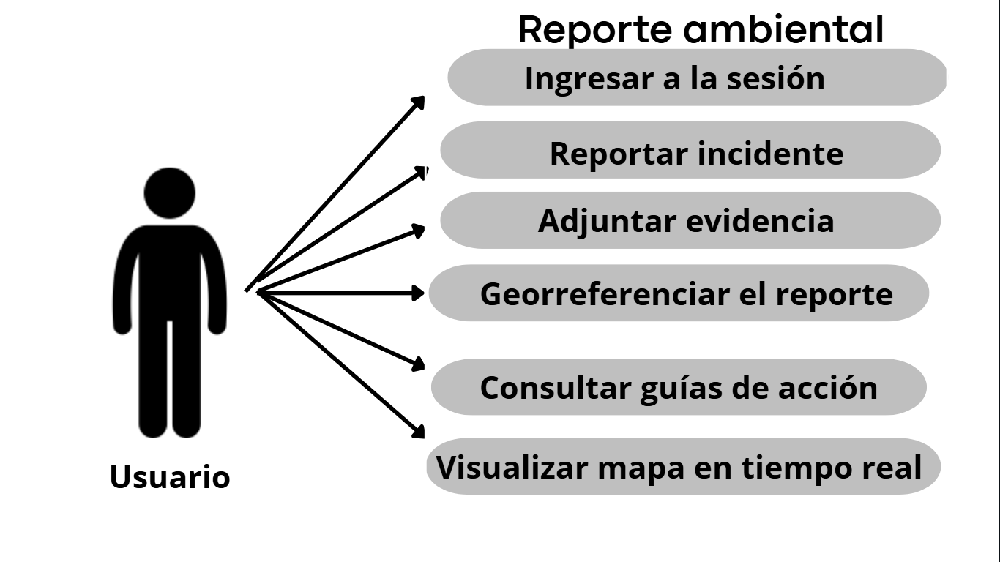 Reporte ambiental
Ingresar a la sesión
Reportar incidente
Adjuntar evidencia
Georreferenciar el reporte
Consultar guías de acción
Visualizar mapa en tiempo real
Usuario